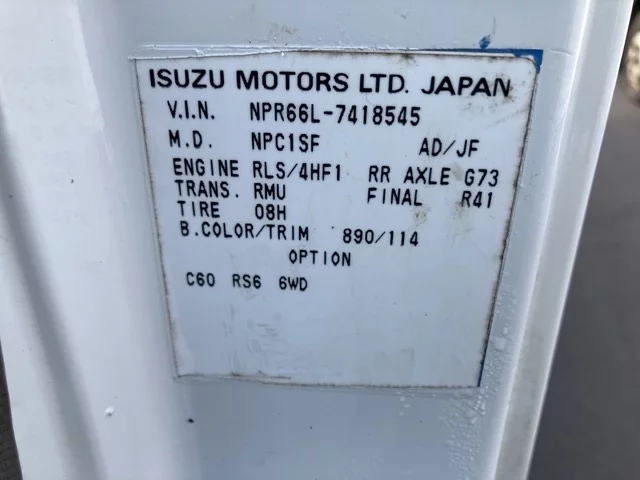 ISUZU MOTORS LTD. JAPAN
V.I.N. NPR66L-7418545
M.D. NPC1SF AD/JF
ENGINE RLS/4HF1 RR AXLE G73
TRANS. RMU FINAL R41
TIRE 08H
B.COLOR/TRIM 890/114
OPTION
C60 RS6 6WD